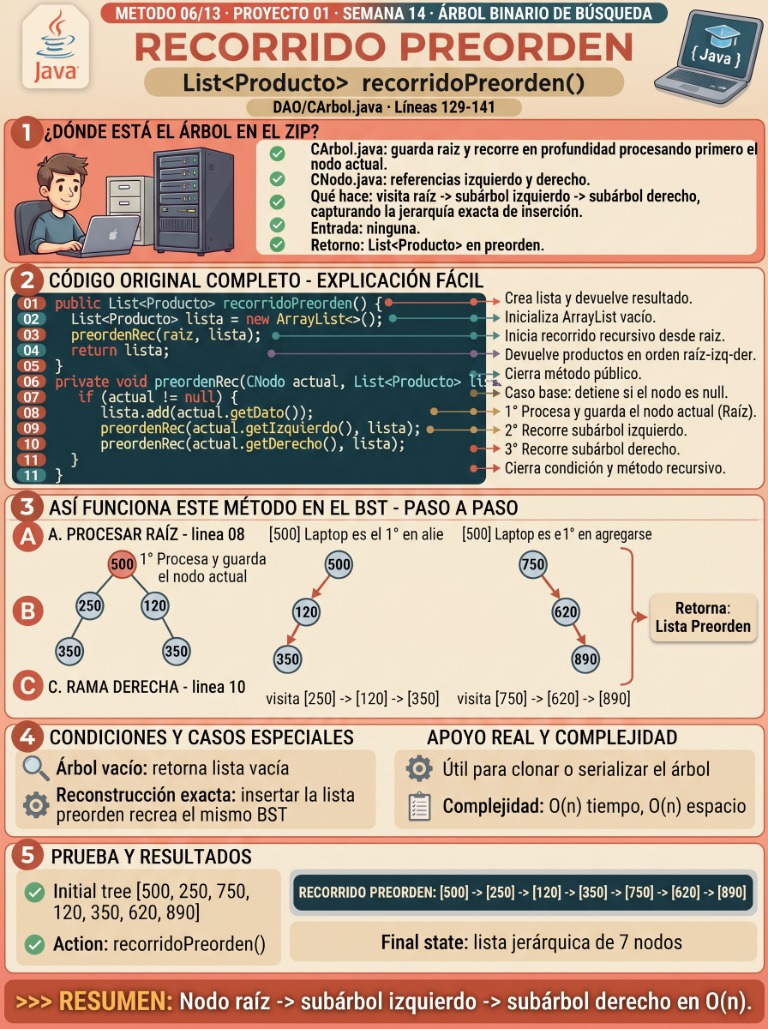 METODO 06/13 · PROYECTO 01 · SEMANA 14 · ÁRBOL BINARIO DE BÚSQUEDA
Java
RECORRIDO PREORDEN
{ Java }
List<Producto> recorridoPreorden()
DAO/CArbol.java · Líneas 129-141
1 ¿DÓNDE ESTÁ EL ÁRBOL EN EL ZIP?
CArbol.java: guarda raiz y recorre en profundidad procesando primero el
nodo actual.
CNodo.java: referencias izquierdo y derecho.
Qué hace: visita raíz -> subárbol izquierdo -> subárbol derecho,
capturando la jerarquía exacta de inserción.
Entrada: ninguna.
Retorno: List<Producto> en preorden.
2 CÓDIGO ORIGINAL COMPLETO - EXPLICACIÓN FÁCIL
01 public List<Producto> recorridoPreorden() {
02 List<Producto> lista = new ArrayList<>();
03 preordenRec(raiz, lista);
04 return lista;
05 }
06 private void preordenRec(CNodo actual, List<Producto>
07 if (actual != null) {
08 lista.add(actual.getDato());
09 preordenRec(actual.getIzquierdo(), lista);
10 preordenRec(actual.getDerecho(), lista);
11 }
11 }
Crea lista y devuelve resultado.
Inicializa ArrayList vacío.
Inicia recorrido recursivo desde raiz.
Devuelve productos en orden raíz-izq-der.
Cierra método público.
Caso base: detiene si el nodo es null.
1° Procesa y guarda el nodo actual (Raíz).
2° Recorre subárbol izquierdo.
3° Recorre subárbol derecho.
Cierra condición y método recursivo.
3 ASÍ FUNCIONA ESTE MÉTODO EN EL BST - PASO A PASO
A A. PROCESAR RAÍZ - linea 08
500 1° Procesa y guarda
el nodo actual
B 250 120
350 350
C C. RAMA DERECHA - linea 10
[500] Laptop es el 1° en alie
500
120
350
visita [250] -> [120] -> [350]
[500] Laptop es e1° en agregarse
750
620
890
visita [750] -> [620] -> [890]
Retorna:
Lista Preorden
4 CONDICIONES Y CASOS ESPECIALES
Árbol vacío: retorna lista vacía
Reconstrucción exacta: insertar la lista
preorden recrea el mismo BST
APOYO REAL Y COMPLEJIDAD
Útil para clonar o serializar el árbol
Complejidad: O(n) tiempo, O(n) espacio
5 PRUEBA Y RESULTADOS
Initial tree [500, 250, 750,
120, 350, 620, 890]
Action: recorridoPreorden()
RECORRIDO PREORDEN: [500] -> [250] -> [120] -> [350] -> [750] -> [620] -> [890]
Final state: lista jerárquica de 7 nodos
>>> RESUMEN: Nodo raíz -> subárbol izquierdo -> subárbol derecho en O(n).